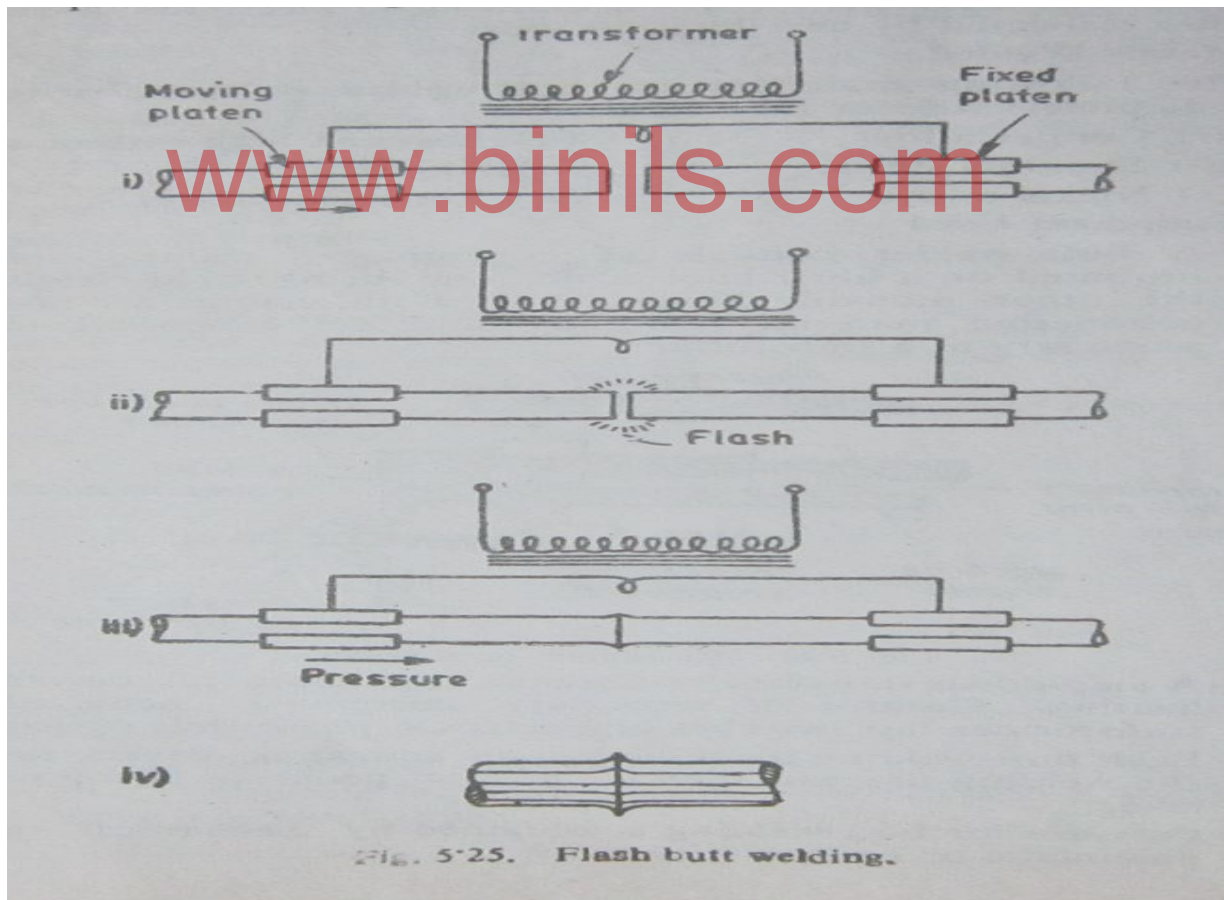 Transformer
Moving
platen
Fixed
platen
www.binils.com
i)
ii)
Flash
iii)
Pressure
iv)
Fig. 5·25. Flash butt welding.